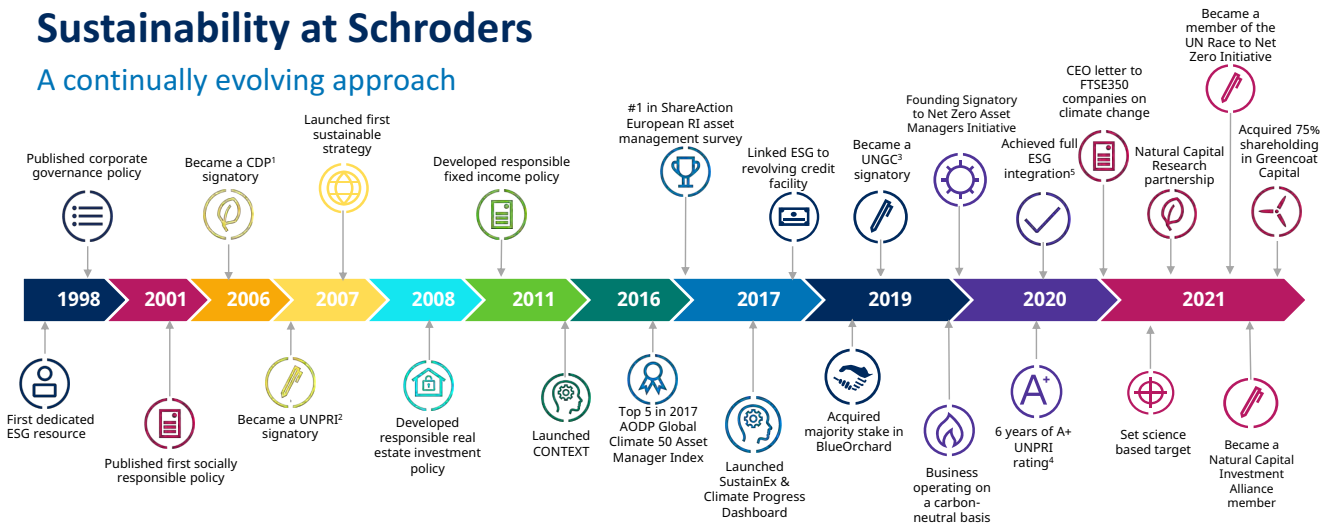 Sustainability at Schroders
A continually evolving approach
Published corporate
governance policy
Became a CDP¹
signatory
Launched first
sustainable
strategy
Developed responsible
fixed income policy
#1 in ShareAction
European RI asset
management survey
Linked ESG to
revolving credit
facility
Became a
UNGC³
signatory
Founding Signatory
to Net Zero Asset
Managers Initiative
Achieved full
ESG
integration⁵
CEO letter to
FTSE350
companies on
climate change
Natural Capital
Research
partnership
Became a
member of the
UN Race to Net
Zero Initiative
Acquired 75%
shareholding
in Greencoat
Capital
1998
2001
2006
2007
2008
2011
2016
2017
2019
2020
2021
First dedicated
ESG resource
Published first socially
responsible policy
Became a UNPRI²
signatory
Developed
responsible real
estate investment
policy
Launched
CONTEXT
Top 5 in 2017
AODP Global
Climate 50 Asset
Manager Index
Launched
SustainEx &
Climate Progress
Dashboard
Acquired
majority stake in
BlueOrchard
Business
operating on
a carbon-
neutral basis
A+
6 years of A+
UNPRI
rating⁴
Set science
based target
Became a
Natural Capital
Investment
Alliance
member